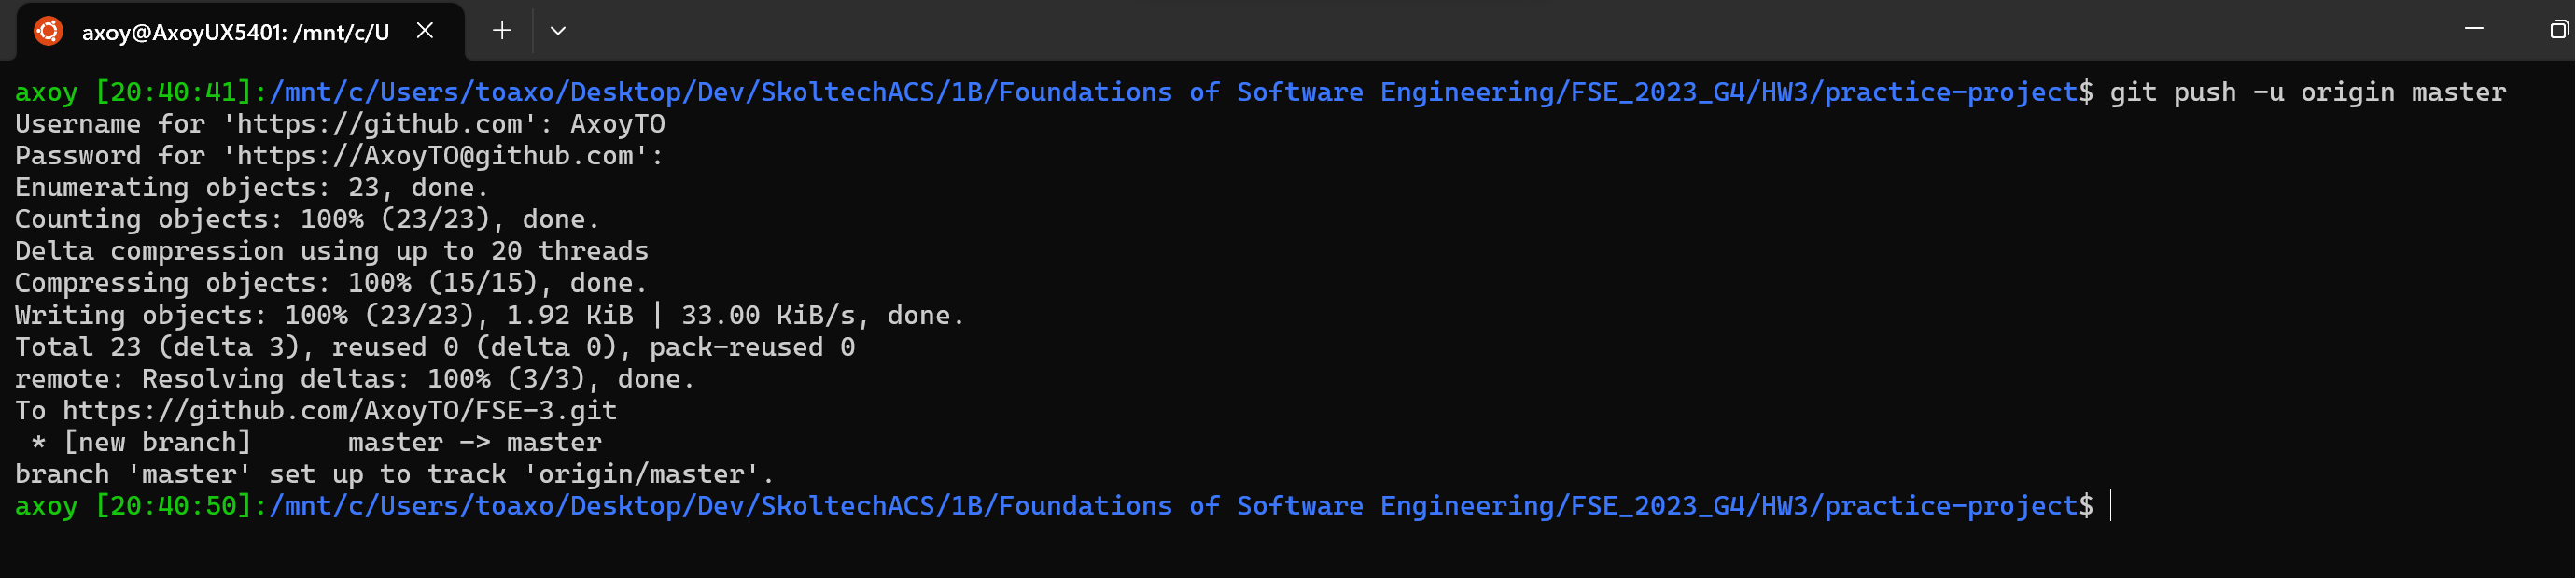 axoy@AxoyUX5401: /mnt/c/U
axoy [20:40:41]:/mnt/c/Users/toaxo/Desktop/Dev/SkoltechACS/1B/Foundations of Software Engineering/FSE_2023_G4/HW3/practice-project$ git push -u origin master
Username for 'https://github.com': AxoyTO
Password for 'https://AxoyTO@github.com':
Enumerating objects: 23, done.
Counting objects: 100% (23/23), done.
Delta compression using up to 20 threads
Compressing objects: 100% (15/15), done.
Writing objects: 100% (23/23), 1.92 KiB | 33.00 KiB/s, done.
Total 23 (delta 3), reused 0 (delta 0), pack-reused 0
remote: Resolving deltas: 100% (3/3), done.
To https://github.com/AxoyTO/FSE-3.git
 * [new branch]      master -> master
branch 'master' set up to track 'origin/master'.
axoy [20:40:50]:/mnt/c/Users/toaxo/Desktop/Dev/SkoltechACS/1B/Foundations of Software Engineering/FSE_2023_G4/HW3/practice-project$